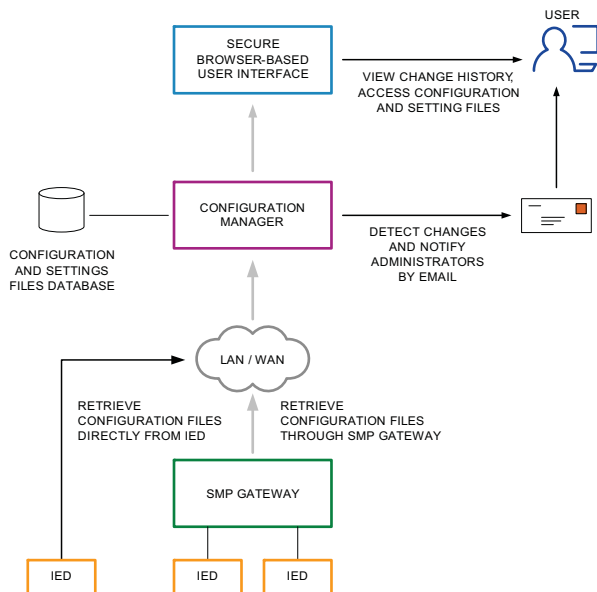 USER
SECURE
BROWSER-BASED
USER INTERFACE
VIEW CHANGE HISTORY,
ACCESS CONFIGURATION
AND SETTING FILES
CONFIGURATION
MANAGER
CONFIGURATION
AND SETTINGS
FILES DATABASE
DETECT CHANGES
AND NOTIFY
ADMINISTRATORS
BY EMAIL
LAN / WAN
RETRIEVE
CONFIGURATION FILES
DIRECTLY FROM IED
RETRIEVE
CONFIGURATION FILES
THROUGH SMP GATEWAY
SMP GATEWAY
IED
IED
IED